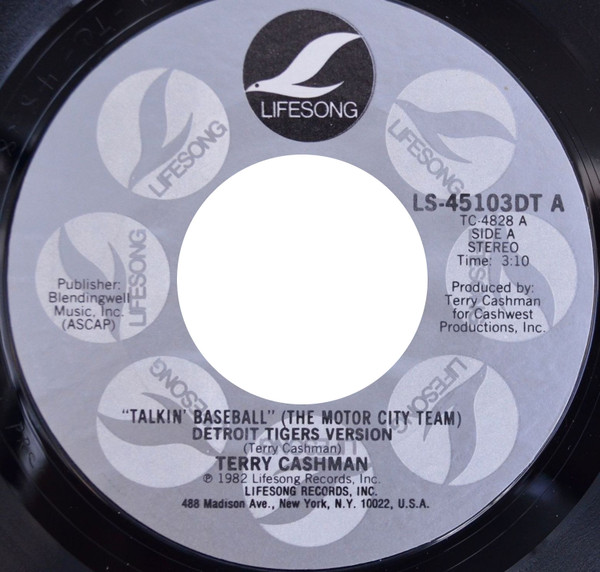 LIFESONG
LIFESONG
LIFESONG
LS-45103DT A
TC-4828 A
SIDE A
STEREO
Time: 3:10
Produced by:
Terry Cashman
for Cashwest
Productions, Inc.
LIFESONG
Publisher:
Blendingwell
Music, Inc.
(ASCAP)
LIFESONG
LIFESONG
"TALKIN' BASEBALL" (THE MOTOR CITY TEAM)
DETROIT TIGERS VERSION
(Terry Cashman)
TERRY CASHMAN
℗ 1982 Lifesong Records, Inc.
LIFESONG RECORDS, INC.
488 Madison Ave., New York, N.Y. 10022, U.S.A.